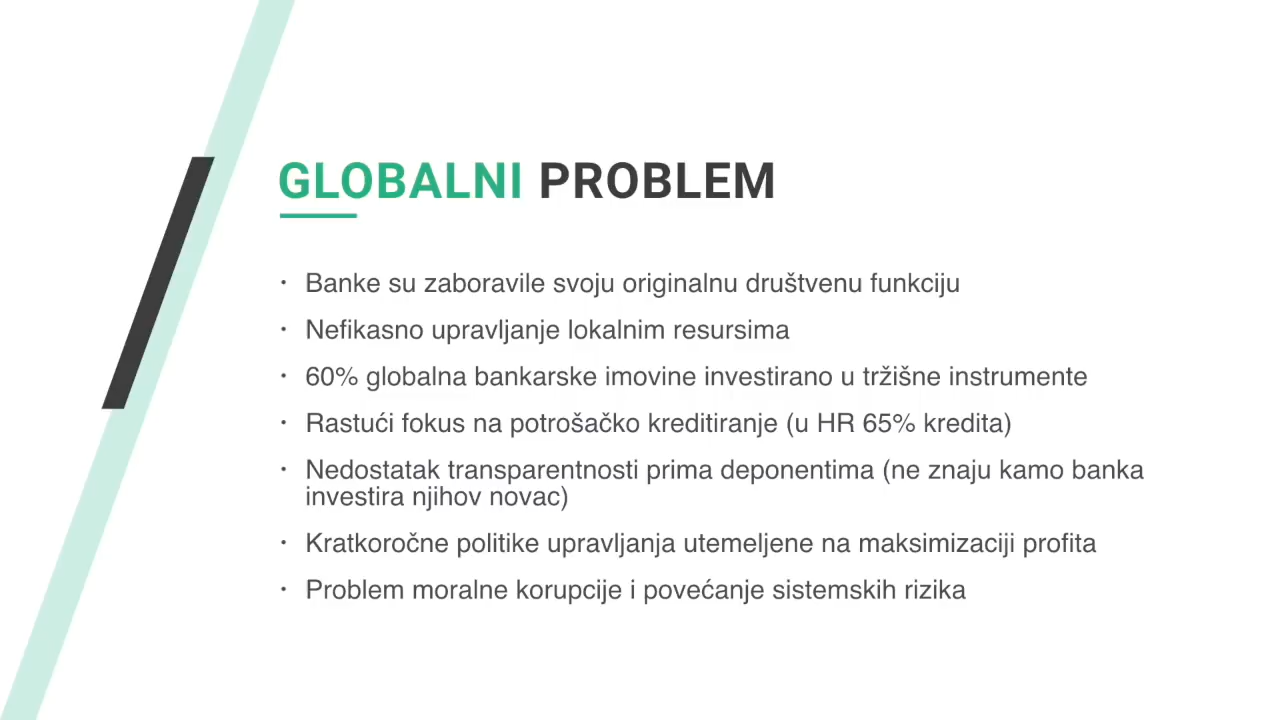 GLOBALNI PROBLEM
· Banke su zaboravile svoju originalnu društvenu funkciju
· Nefikasno upravljanje lokalnim resursima
· 60% globalna bankarske imovine investirano u tržišne instrumente
· Rastući fokus na potrošačko kreditiranje (u HR 65% kredita)
· Nedostatak transparentnosti prima deponentima (ne znaju kamo banka
investira njihov novac)
· Kratkoročne politike upravljanja utemeljene na maksimizaciji profita
· Problem moralne korupcije i povećanje sistemskih rizika